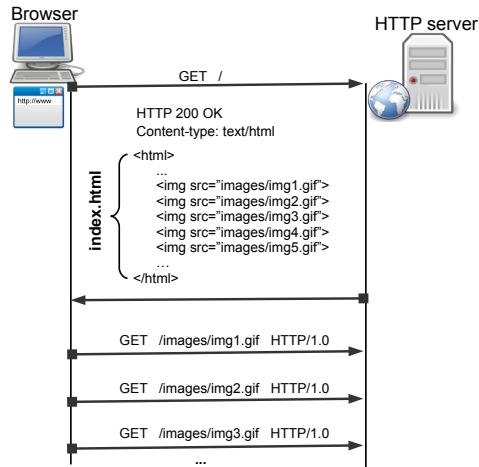 Browser
HTTP server
http://www
GET /
HTTP 200 OK
Content-type: text/html
index.html
<html>
...
<img src=”images/img1.gif”>
<img src=”images/img2.gif”>
<img src=”images/img3.gif”>
<img src=”images/img4.gif”>
<img src=”images/img5.gif”>
...
</html>
GET /images/img1.gif HTTP/1.0
GET /images/img2.gif HTTP/1.0
GET /images/img3.gif HTTP/1.0
...